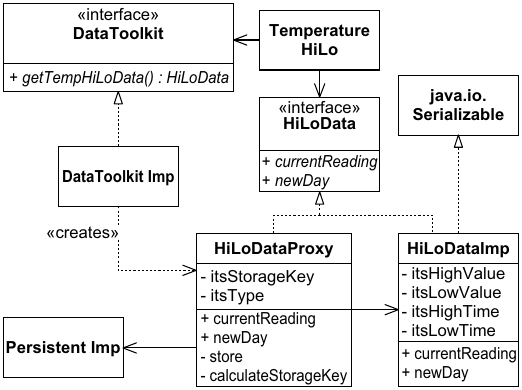 «interface»
DataToolkit
+ getTempHiLoData() : HiLoData
Temperature
HiLo
«interface»
HiLoData
+ currentReading
+ newDay
java.io.
Serializable
DataToolkit Imp
«creates»
HiLoDataProxy
- itsStorageKey
- itsType
+ currentReading
+ newDay
- store
- calculateStorageKey
HiLoDataImp
- itsHighValue
- itsLowValue
- itsHighTime
- itsLowTime
+ currentReading
+ newDay
Persistent Imp